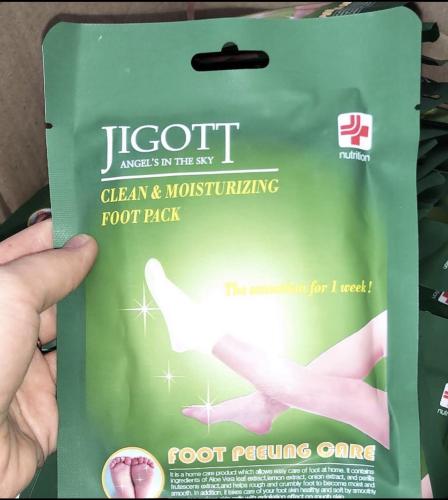 JIGOTT
ANGEL'S IN THE SKY
nutrition
CLEAN & MOISTURIZING
FOOT PACK
The sensation for 1 week!
FOOT PEELING CARE
It is a home care product which allows easy care of foot at home. It contains
ingredients of Aloe Vera leaf extract, lemon extract, onion extract, and perilla
frutescens extract, and helps rough and crumbly foot to become moist and
smooth. In addition, it takes care of your foot skin healthy and soft by smooting